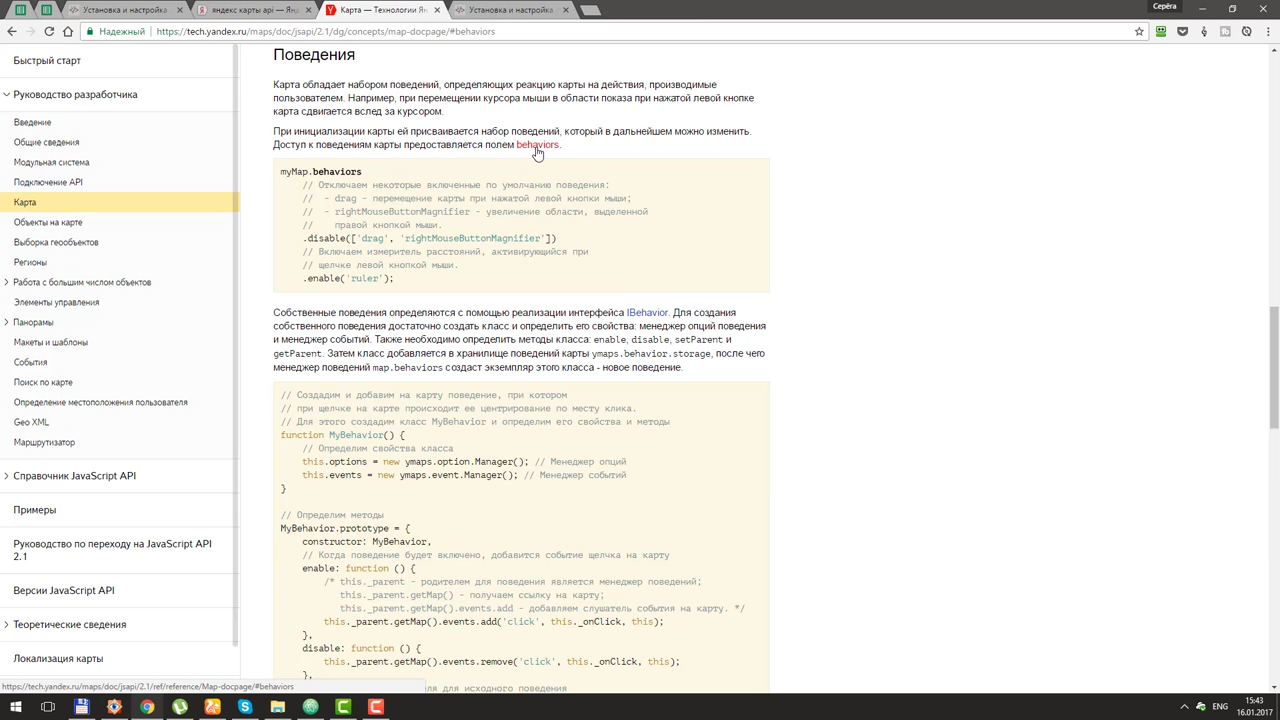 Установка и настройка
яндекс карты api — Янд
Карта — Технологии Ян
Установка и настройка
Серёга
Надежный
https://tech.yandex.ru/maps/doc/jsapi/2.1/dg/concepts/map-docpage/#behaviors
Быстрый старт
Руководство разработчика
Введение
Общие сведения
Модульная система
Подключение API
Карта
Объекты на карте
Выборка геообъектов
Регионы
Работа с большим числом объектов
Элементы управления
Панорамы
Макеты и шаблоны
События
Поиск по карте
Определение местоположения пользователя
Geo XML
Маршрутизатор
Справочник JavaScript API
Примеры
Руководство по переходу на JavaScript API
2.1
Версии JavaScript API
Теоретические сведения
Локализация карты
Поведения
Карта обладает набором поведений, определяющих реакцию карты на действия, производимые
пользователем. Например, при перемещении курсора мыши в области показа при нажатой левой кнопке
карта сдвигается вслед за курсором.
При инициализации карты ей присваивается набор поведений, который в дальнейшем можно изменить.
Доступ к поведениям карты предоставляется полем behaviors.
myMap.behaviors
// Отключаем некоторые включенные по умолчанию поведения:
//  - drag - перемещение карты при нажатой левой кнопки мыши;
//  - rightMouseButtonMagnifier - увеличение области, выделенной
//    правой кнопкой мыши.
.disable(['drag', 'rightMouseButtonMagnifier'])
// Включаем измеритель расстояний, активирующийся при
// щелчке левой кнопкой мыши.
.enable('ruler');
Собственные поведения определяются с помощью реализации интерфейса IBehavior. Для создания
собственного поведения достаточно создать класс и определить его свойства: менеджер опций поведения
и менеджер событий. Также необходимо определить методы класса: enable, disable, setParent и
getParent. Затем класс добавляется в хранилище поведений карты ymaps.behavior.storage, после чего
менеджер поведений map.behaviors создаст экземпляр этого класса - новое поведение.
// Создадим и добавим на карту поведение, при котором
// при щелчке на карте происходит ее центрирование по месту клика.
// Для этого создадим класс MyBehavior и определим его свойства и методы
function MyBehavior() {
// Определим свойства класса
this.options = new ymaps.option.Manager(); // Менеджер опций
this.events = new ymaps.event.Manager(); // Менеджер событий
}
// Определим методы
MyBehavior.prototype = {
constructor: MyBehavior,
// Когда поведение будет включено, добавится событие щелчка на карту
enable: function () {
/* this._parent - родителем для поведения является менеджер поведений;
this._parent.getMap() - получаем ссылку на карту;
this._parent.getMap().events.add - добавляем слушатель события на карту. */
this._parent.getMap().events.add('click', this._onClick, this);
},
disable: function () {
this._parent.getMap().events.remove('click', this._onClick, this);
},
для исходного поведения
https://tech.yandex.ru/maps/doc/jsapi/2.1/ref/reference/Map-docpage/#behaviors
ENG
15:43
16.01.2017